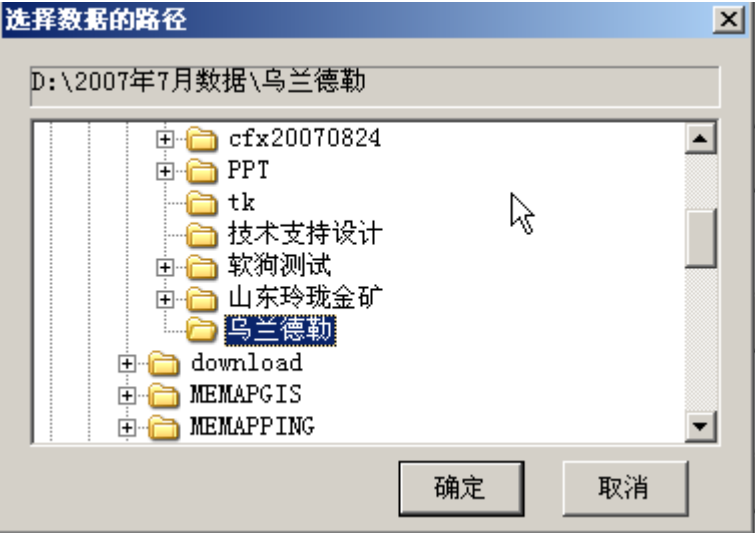 选择数据的路径
D:\2007年7月数据\乌兰德勒
cfx20070824
PPT
tk
技术支持设计
软狗测试
山东玲珑金矿
乌兰德勒
download
MEMAPGIS
MEMAPPING
确定
取消